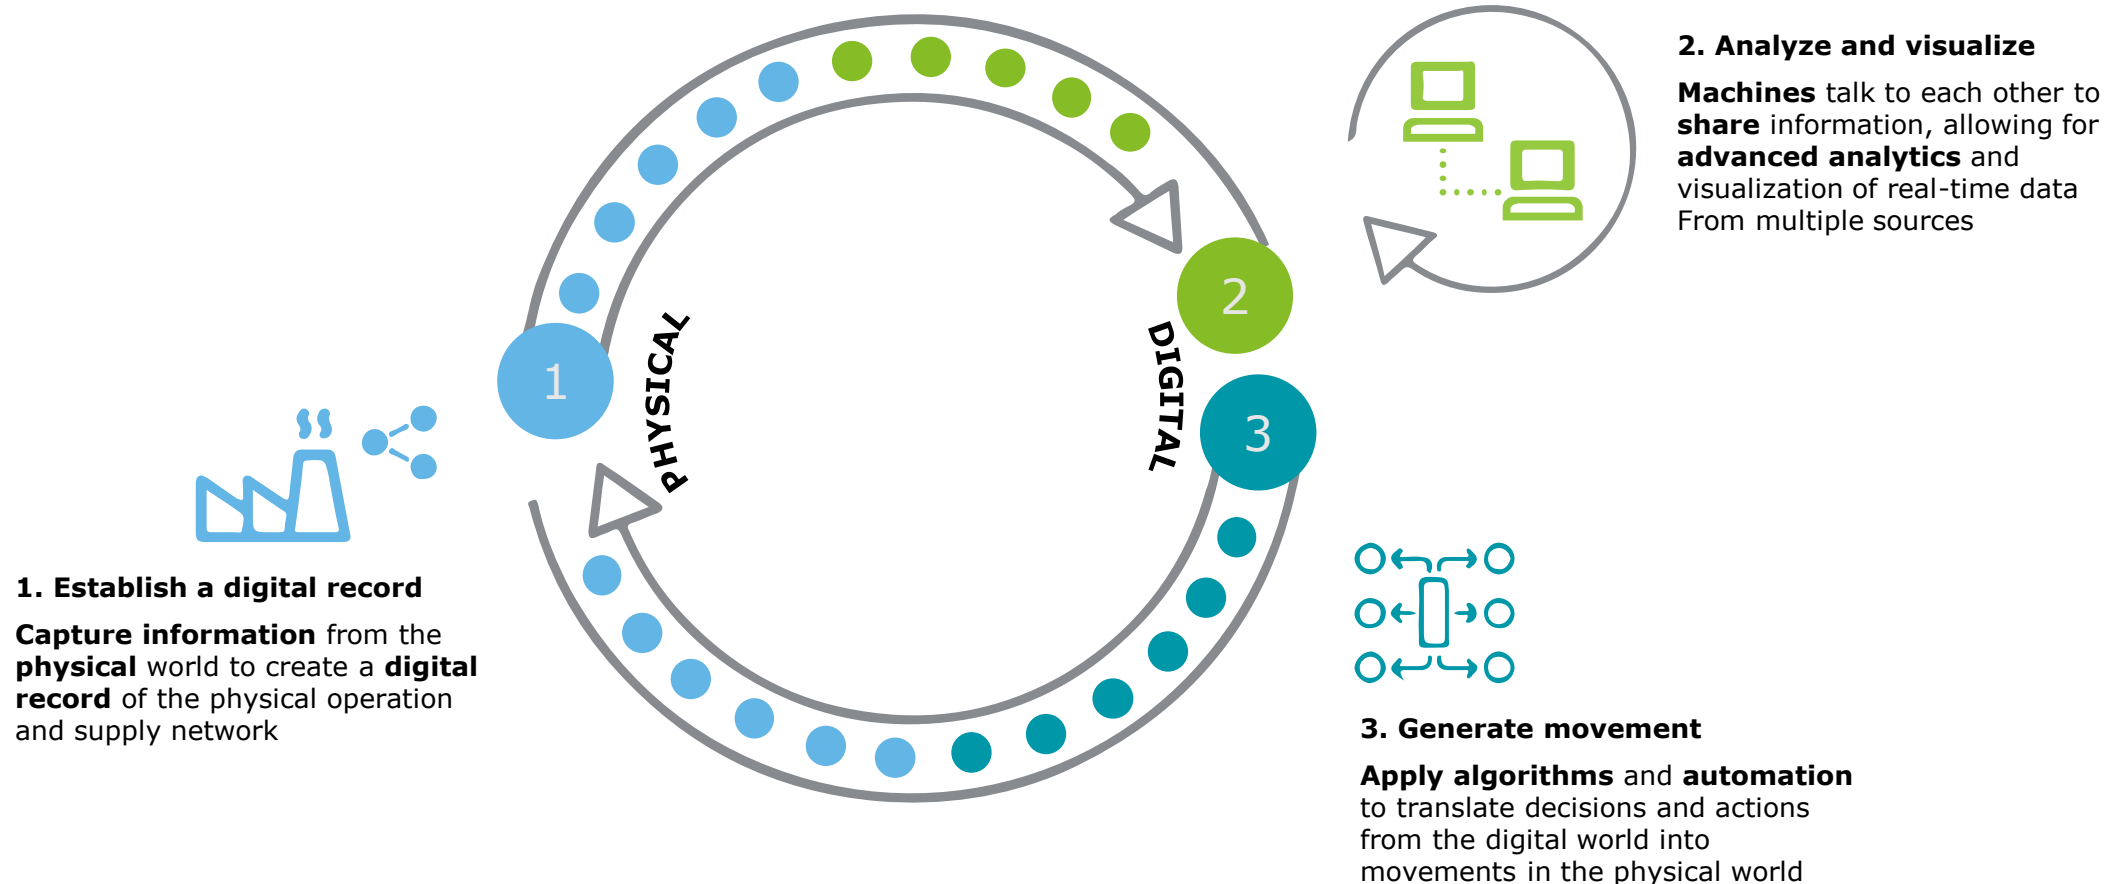 2. Analyze and visualize
Machines talk to each other to
share information, allowing for
advanced analytics and
visualization of real-time data
From multiple sources
2
1
PHYSICAL
DIGITAL
3
1. Establish a digital record
Capture information from the
physical world to create a digital
record of the physical operation
and supply network
3. Generate movement
Apply algorithms and automation
to translate decisions and actions
from the digital world into
movements in the physical world